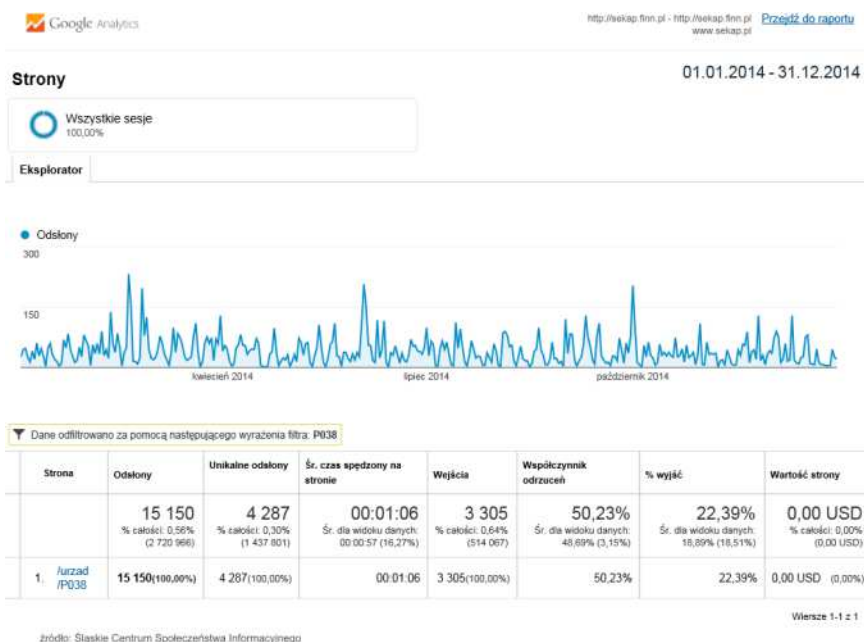 Google Analytics
http://sekap.finn.pl - http://sekap.finn.pl
www.sekap.pl
Przejdź do raportu
Strony
01.01.2014 - 31.12.2014
Wszystkie sesje
100,00%
Eksplorator
Odsłony
300
150
kwiecień 2014 lipiec 2014 październik 2014
Dane odfiltrowano za pomocą następującego wyrażenia filtra: P038
Strona Odsłony Unikalne odsłony Śr. czas spędzony na stronie Wejścia Współczynnik odrzuceń % wyjść Wartość strony
15 150 4 287 00:01:06 3 305 50,23% 22,39% 0,00 USD
% całości: 0,56% % całości: 0,30% Śr. dla widoku danych: % całości: 0,64% Śr. dla widoku danych: Śr. dla widoku danych: % całości: 0,00%
(2 720 966) (1 437 801) 00:00:57 (16,27%) (514 067) 48,69% (3,15%) 18,89% (18,51%) (0,00 USD)
1. /urzad/P038 15 150(100,00%) 4 287(100,00%) 00:01:06 3 305(100,00%) 50,23% 22,39% 0,00 USD (0,00%)
Wiersze 1-1 z 1
źródło: Śląskie Centrum Społeczeństwa Informacyjnego